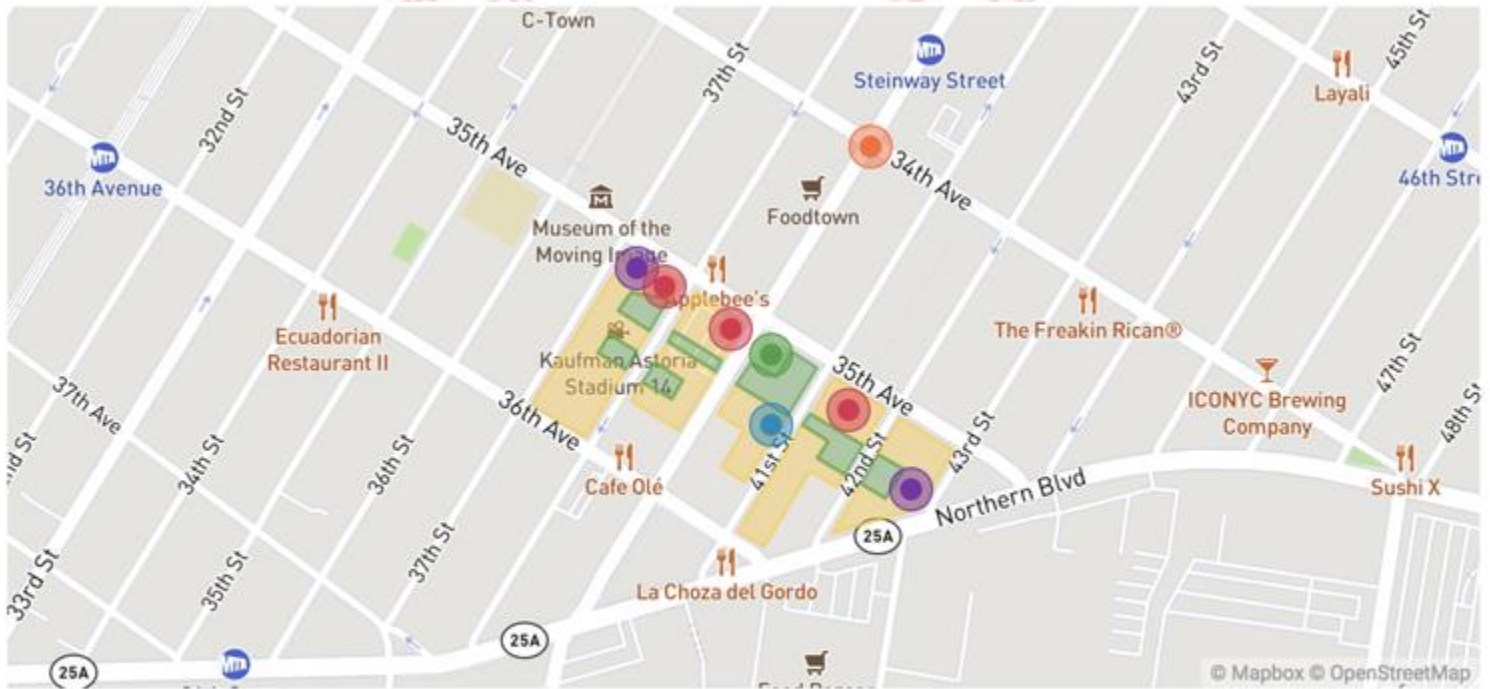 C-Town
Steinway Street
37th St
43rd St
45th St
Layali
32nd St
35th Ave
36th Avenue
34th Ave
Foodtown
Museum of the
Moving Image
Applebee's
The Freakin Rican®
Ecuadorian
Restaurant II
Kaufman Astoria
Stadium 14
35th Ave
47th St
ICONYC Brewing
Company
37th Ave
36th Ave
48th St
34th St
36th St
Cafe Olé
41st St
42nd St
43rd St
Sushi X
Northern Blvd
25A
33rd St
35th St
37th St
La Choza del Gordo
25A
25A
© Mapbox © OpenStreetMap